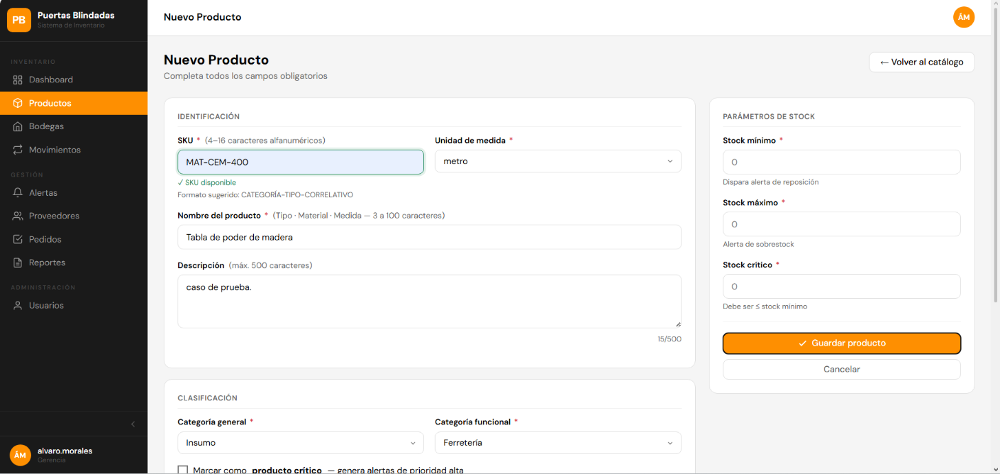 PB
Puertas Blindadas
Sistema de Inventario
INVENTARIO
Dashboard
Productos
Bodegas
Movimientos
GESTIÓN
Alertas
Proveedores
Pedidos
Reportes
ADMINISTRACIÓN
Usuarios
ÁM
alvaro.morales
Gerencia
Nuevo Producto
ÁM
Nuevo Producto
Completa todos los campos obligatorios
← Volver al catálogo
IDENTIFICACIÓN
SKU * (4–16 caracteres alfanuméricos)
MAT-CEM-400
✓ SKU disponible
Formato sugerido: CATEGORÍA-TIPO-CORRELATIVO
Unidad de medida *
metro
Nombre del producto * (Tipo · Material · Medida — 3 a 100 caracteres)
Tabla de poder de madera
Descripción (máx. 500 caracteres)
caso de prueba.
15/500
CLASIFICACIÓN
Categoría general *
Insumo
Categoría funcional *
Ferretería
Marcar como producto crítico — genera alertas de prioridad alta
PARÁMETROS DE STOCK
Stock mínimo *
0
Dispara alerta de reposición
Stock máximo *
0
Alerta de sobrestock
Stock crítico *
0
Debe ser ≤ stock mínimo
✓ Guardar producto
Cancelar